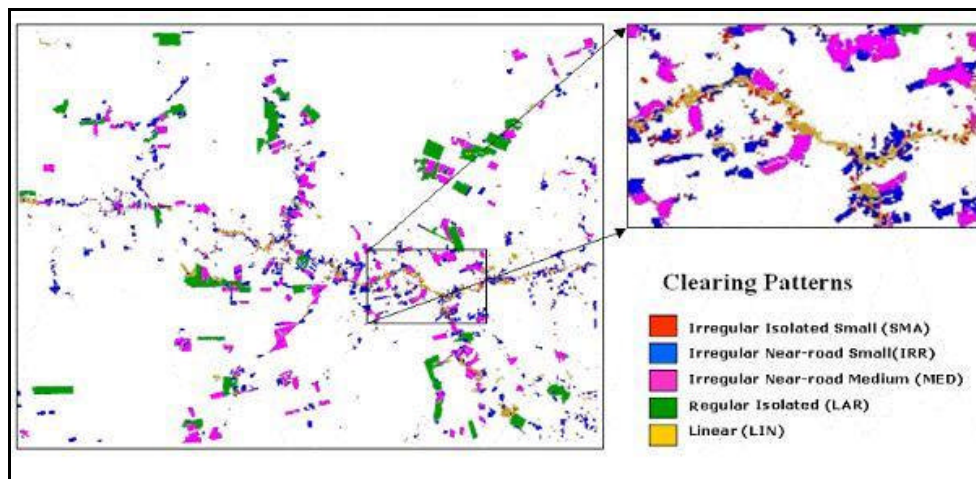 Clearing Patterns
Irregular Isolated Small (SMA)
Irregular Near-road Small(IRR)
Irregular Near-road Medium (MED)
Regular Isolated (LAR)
Linear (LIN)